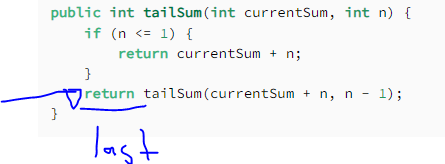 public int tailSum(int currentSum, int n) {
if (n <= 1) {
return currentSum + n;
}
return tailSum(currentSum + n, n - 1);
}
last